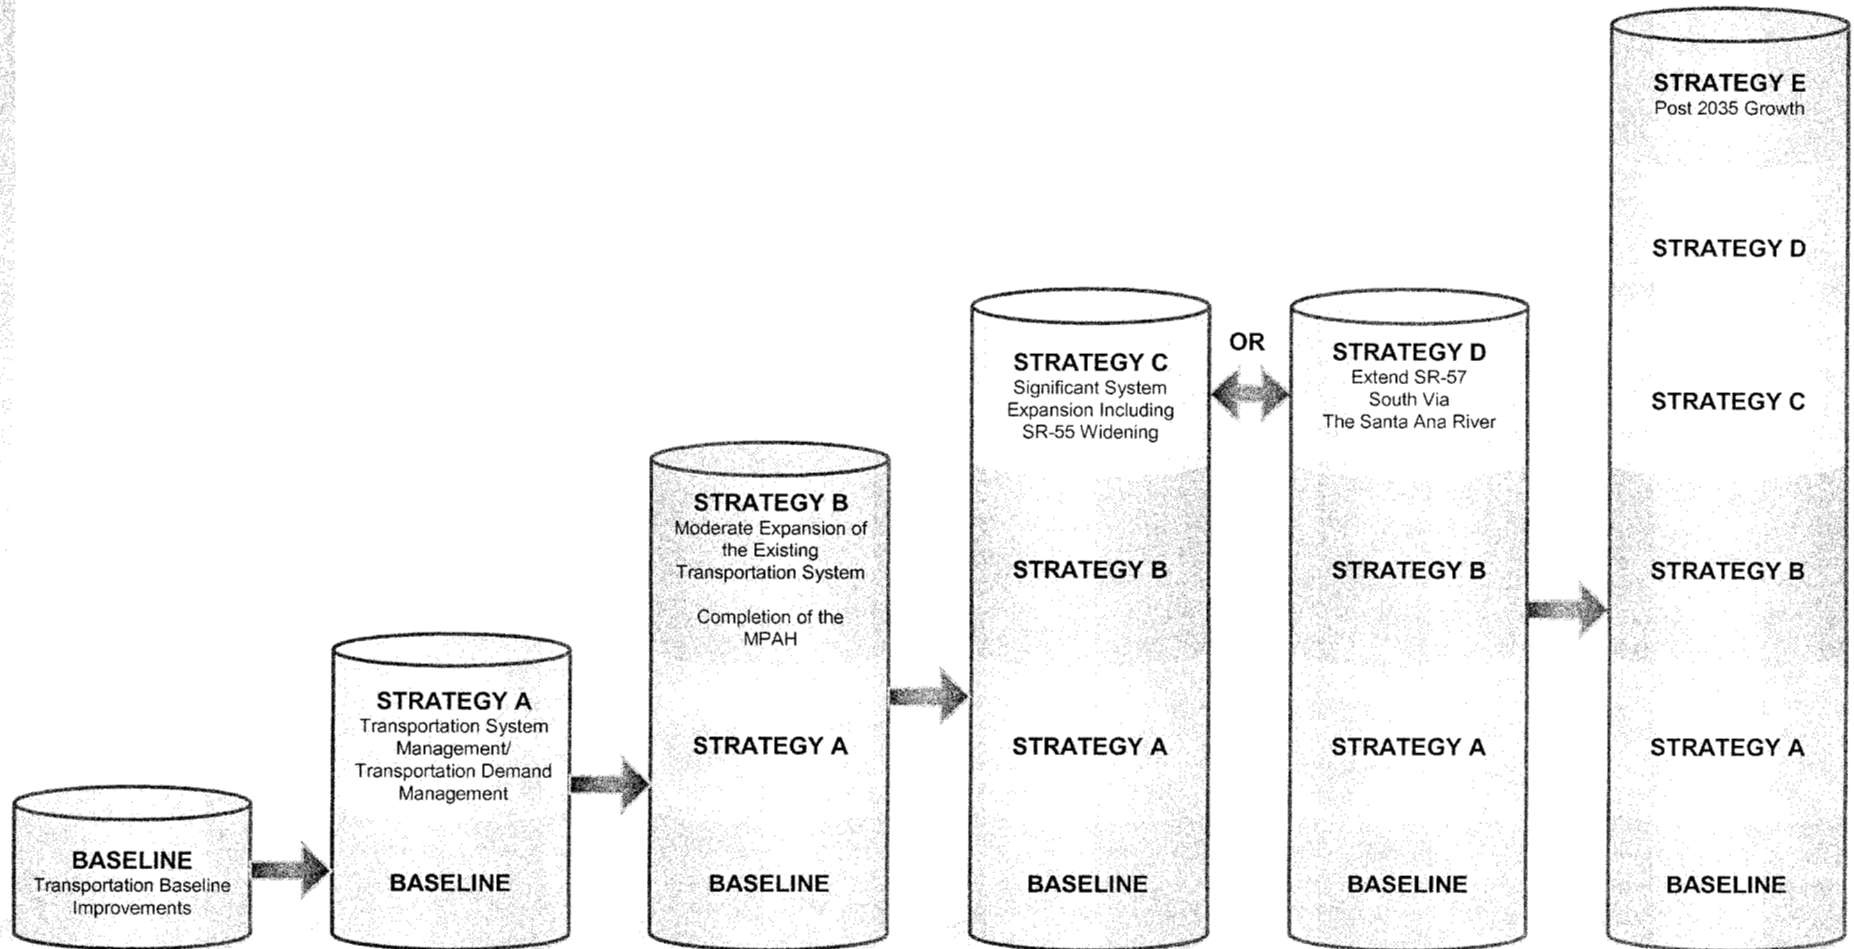 BASELINE
Transportation Baseline
Improvements
STRATEGY A
Transportation System
Management/
Transportation Demand
Management
BASELINE
STRATEGY B
Moderate Expansion of
the Existing
Transportation System
Completion of the
MPAH
STRATEGY A
BASELINE
STRATEGY C
Significant System
Expansion Including
SR-55 Widening
STRATEGY B
STRATEGY A
BASELINE
OR
STRATEGY D
Extend SR-57
South Via
The Santa Ana River
STRATEGY B
STRATEGY A
BASELINE
STRATEGY E
Post 2035 Growth
STRATEGY D
STRATEGY C
STRATEGY B
STRATEGY A
BASELINE